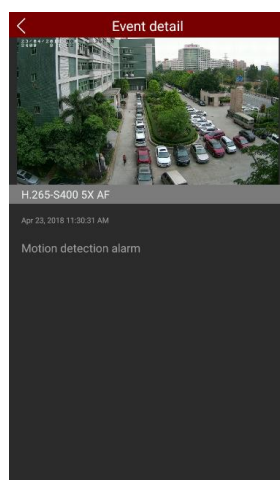 Event detail
H.265-S400 5X AF
Apr 23, 2018 11:30:31 AM
Motion detection alarm